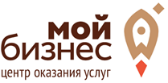 мой
бизнес
центр оказания услуг